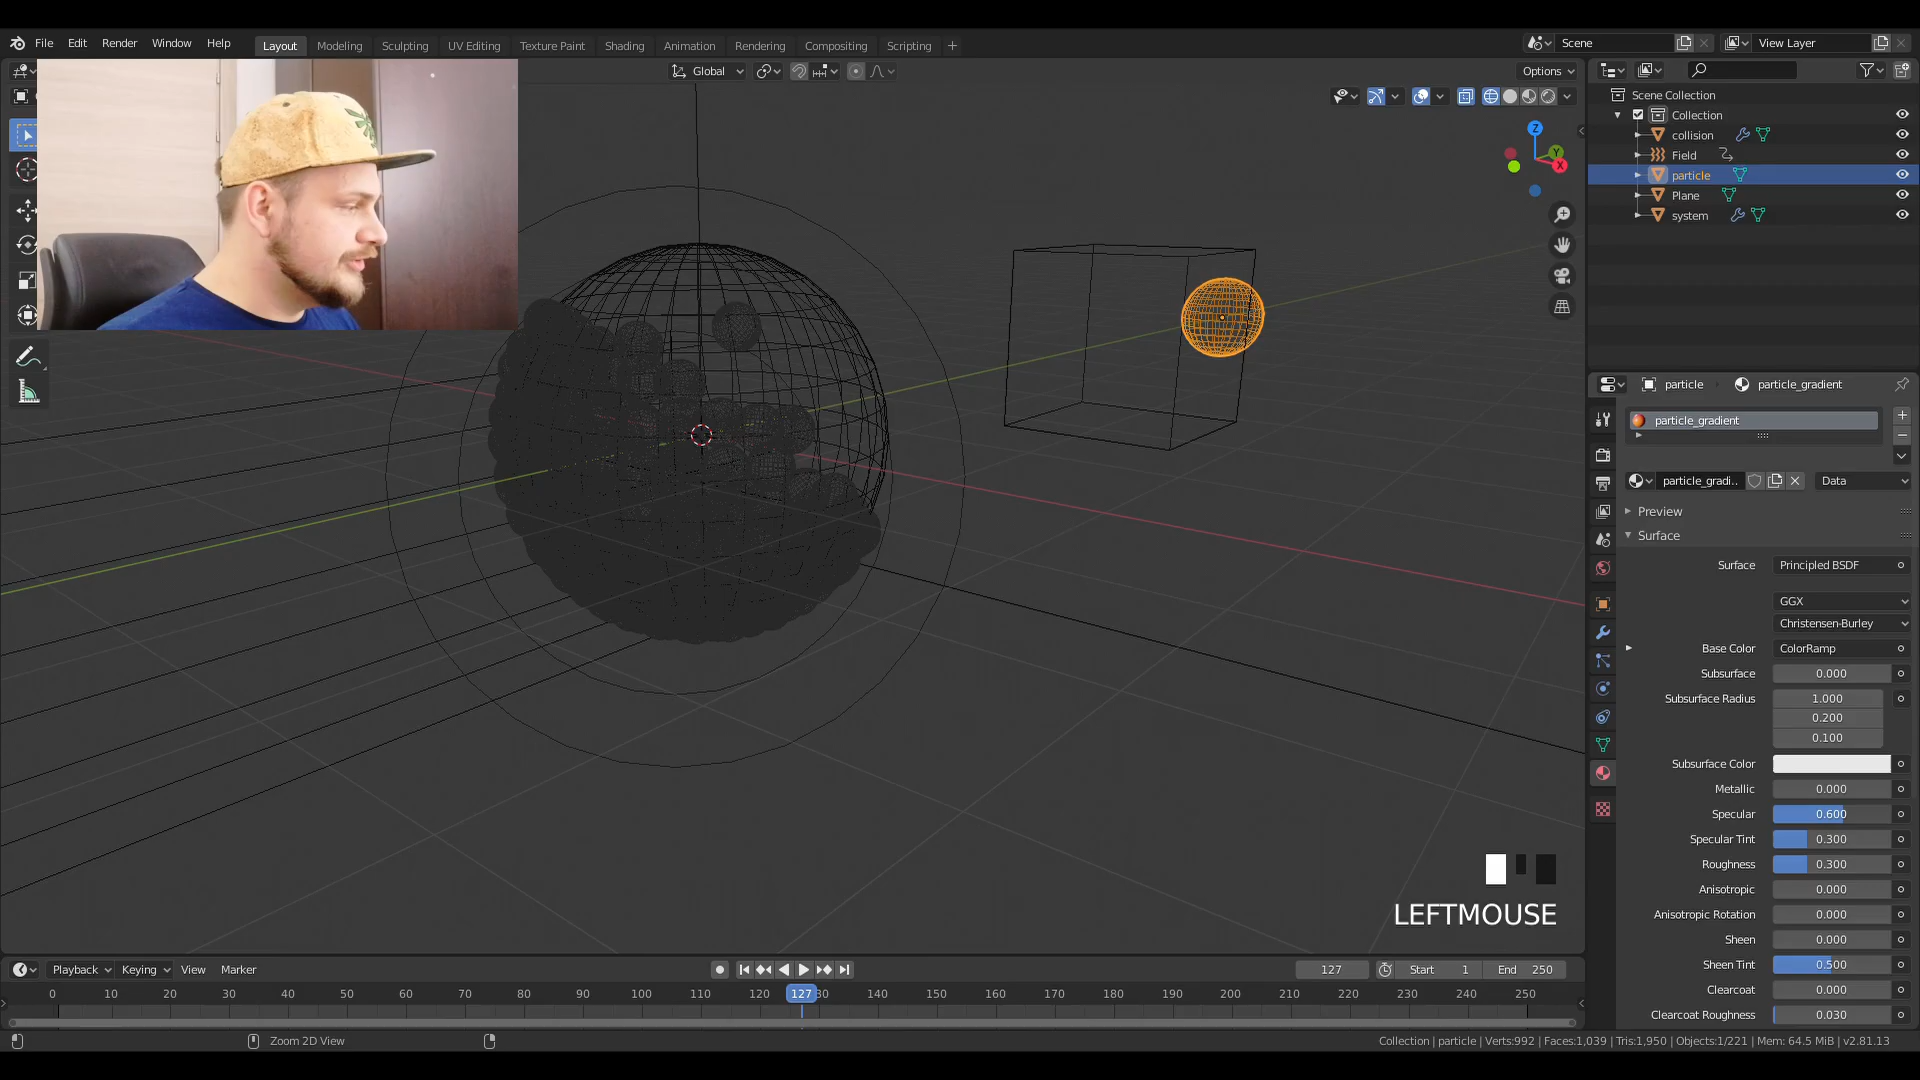 File Edit Render Window Help Layout Modeling Sculpting UV Editing Texture Paint Shading Animation Rendering Compositing Scripting + Scene View Layer
Global Options
Scene Collection
Collection
collision
Field
particle
Plane
system
Z
Y
X
particle particle_gradient
particle_gradient
particle_gradi.. Data
Preview
Surface
Surface Principled BSDF
GGX
Christensen-Burley
Base Color ColorRamp
Subsurface 0.000
Subsurface Radius 1.000
0.200
0.100
Subsurface Color
Metallic 0.000
Specular 0.600
Specular Tint 0.300
Roughness 0.300
Anisotropic 0.000
Anisotropic Rotation 0.000
Sheen 0.000
Sheen Tint 0.500
Clearcoat 0.000
Clearcoat Roughness 0.030
LEFTMOUSE
Playback Keying View Marker 127 Start 1 End 250
0 10 20 30 40 50 60 70 80 90 100 110 120 127 30 140 150 160 170 180 190 200 210 220 230 240 250
Zoom 2D View Collection | particle | Verts:992 | Faces:1,039 | Tris:1,950 | Objects:1/221 | Mem: 64.5 MiB | v2.81.13